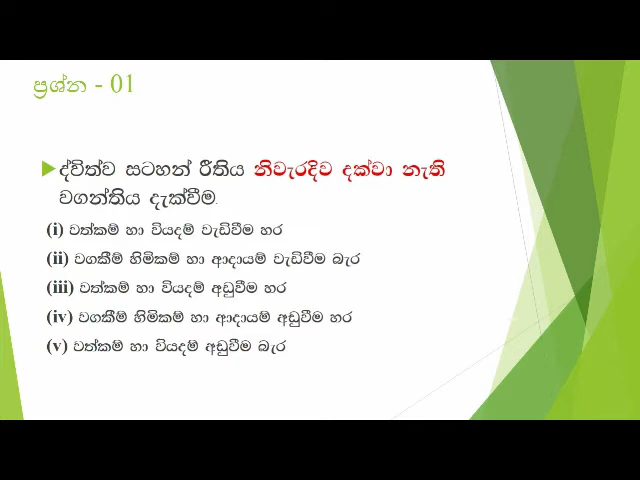 ප්‍රශ්න - 01
ද්විත්ව සටහන් රීතිය නිවැරදිව දක්වා නැති
වගන්තිය දැක්වීම.
(i) වත්කම් හා වියදම් වැඩිවීම හර
(ii) වගකීම් හිමිකම් හා ආදායම් වැඩිවීම බැර
(iii) වත්කම් හා වියදම් අඩුවීම හර
(iv) වගකීම් හිමිකම් හා ආදායම් අඩුවීම හර
(v) වත්කම් හා වියදම් අඩුවීම බැර